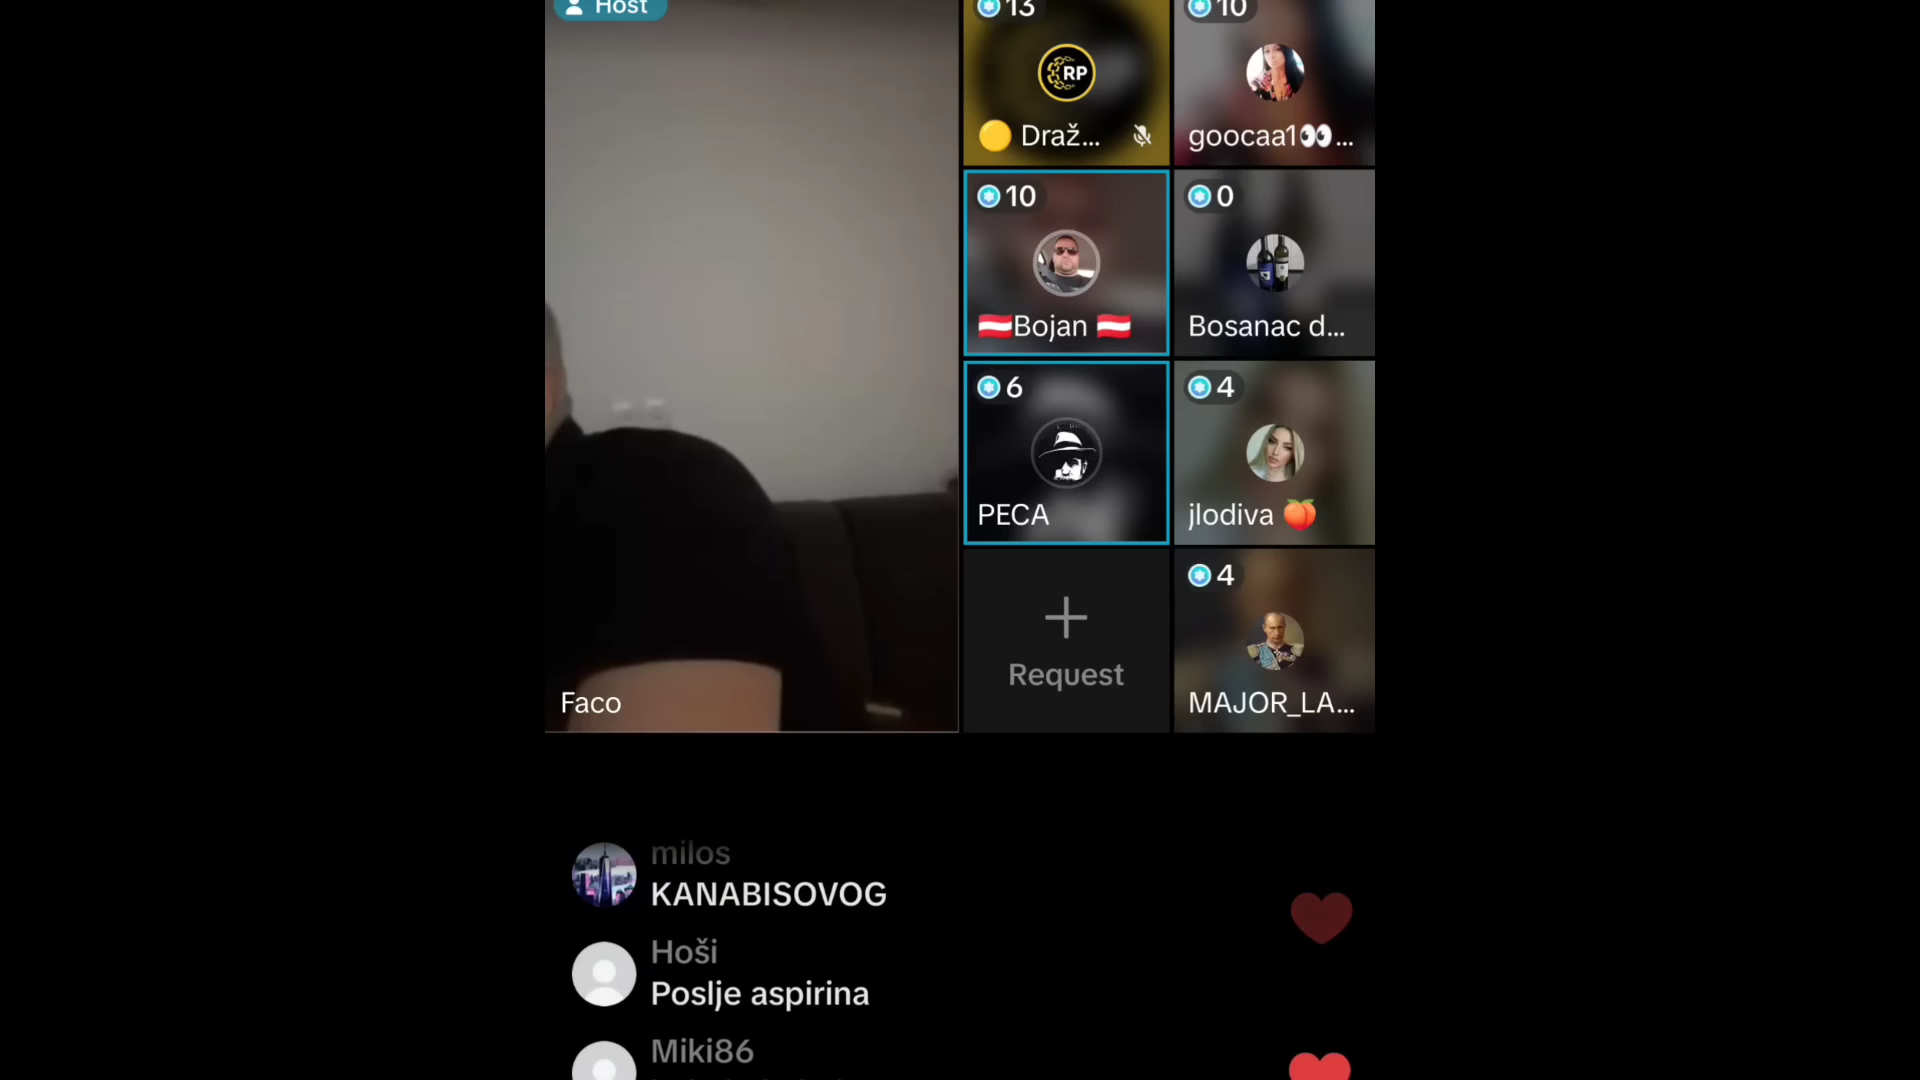 Host
13
10
RP
🟡 Draž...
goocaa1👀...
10
0
🇦🇹Bojan 🇦🇹
Bosanac d...
6
4
PECA
jlodiva 🍑
4
Request
Faco
MAJOR_LA...
milos
KANABISOVOG
Hoši
Poslje aspirina
Miki86